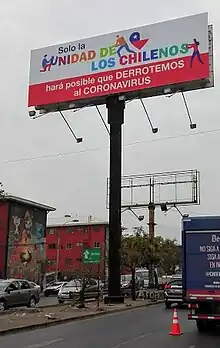 Solo la
UNIDAD DE
LOS CHILENOS
hará posible que DERROTEMOS
al CORONAVIRUS